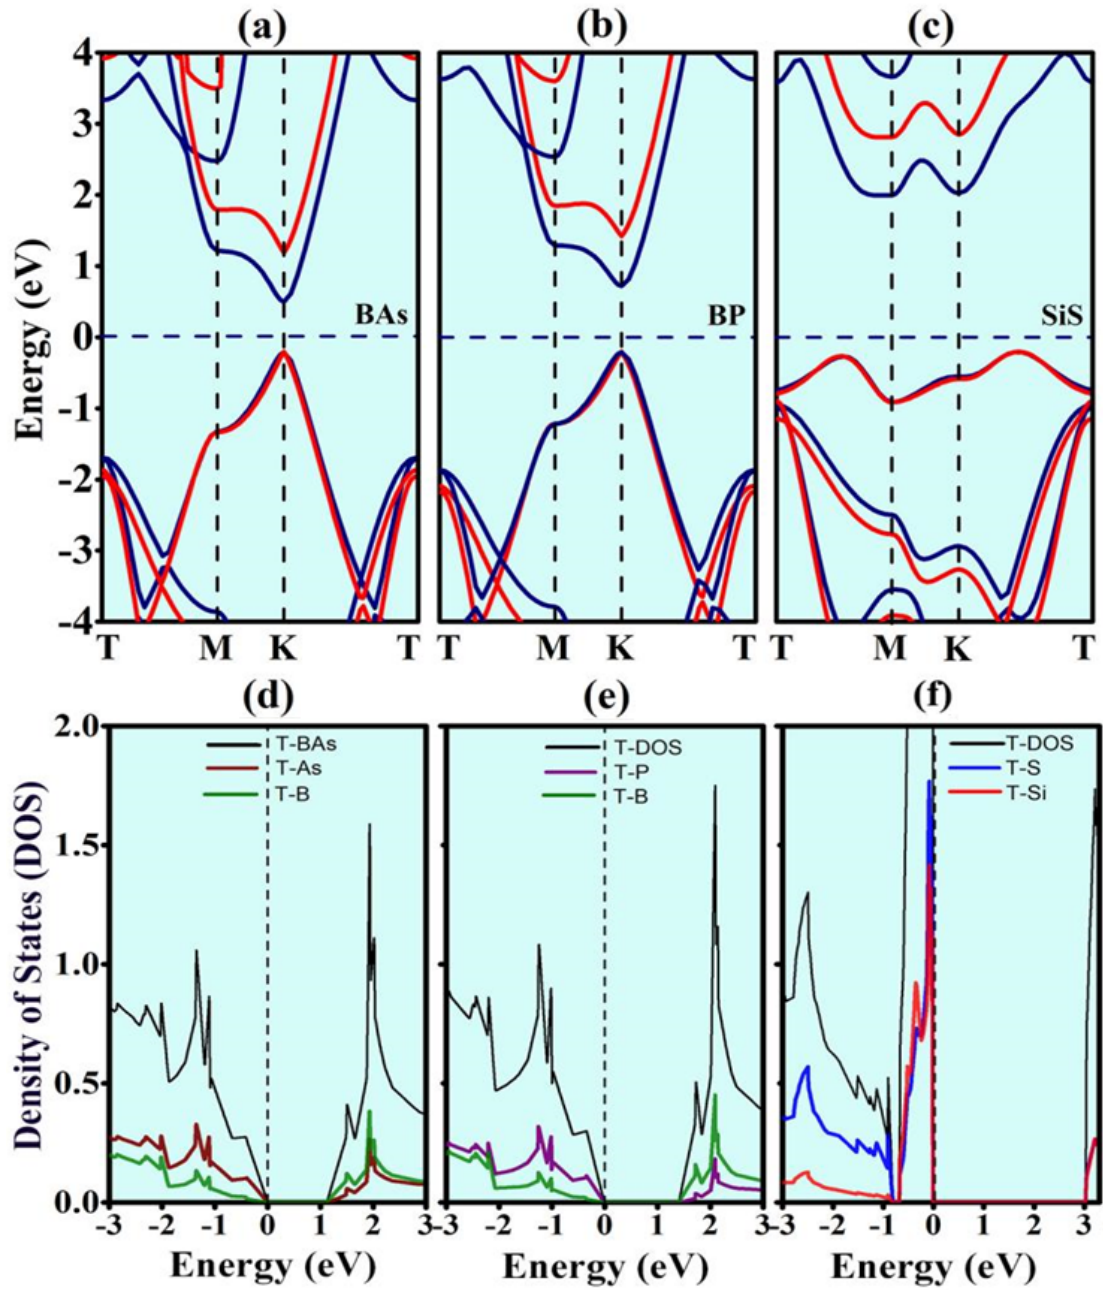 (a) (b) (c)
4
3
2
1
0
-1
-2
-3
-4
Energy (eV)
BAs BP SiS
T M K T T M K T T M K T
(d) (e) (f)
2.0
1.5
1.0
0.5
0.0
Density of States (DOS)
T-BAs
T-As
T-B
T-DOS
T-P
T-B
T-DOS
T-S
T-Si
-3 -2 -1 0 1 2 3 -3 -2 -1 0 1 2 3 -3 -2 -1 0 1 2 3
Energy (eV) Energy (eV) Energy (eV)